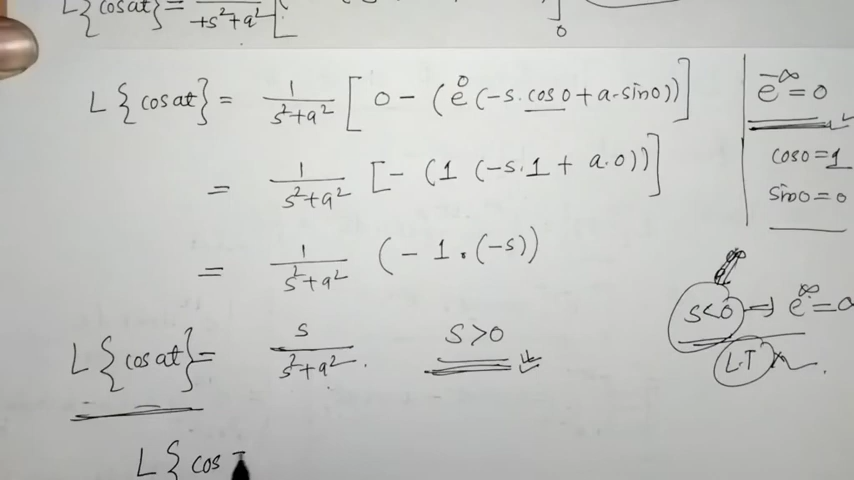 L{cosat} = +s²+a² [ ]₀
L{cosat} = 1/(s²+a²) [0 - (e⁰(-s.cos0+a.sin0))]
e^-∞ = 0
cos0 = 1
= 1/(s²+a²) [- (1 (-s.1 + a.0))]
sin0 = 0
= 1/(s²+a²) (- 1.(-s))
s<0 → e^∞ =
L{cosat} = s/(s²+a²). s>0
L.T
L{cos